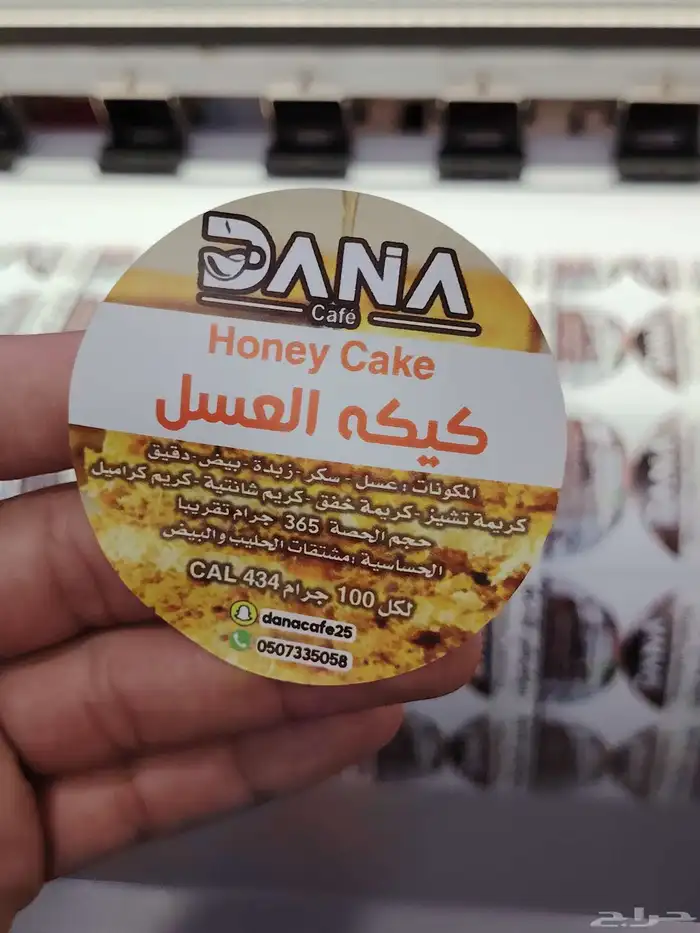 DANA
Café
Honey Cake
كيكه العسل
المكونات : عسل - سكر - زبدة - بيض - دقيق
كريمة تشيز - كريمة خفق - كريم شانتية - كريم كراميل
حجم الحصة 365 جرام تقريبا
الحساسية : مشتقات الحليب والبيض
لكل 100 جرام CAL 434
danacafe25
0507335058
حراج